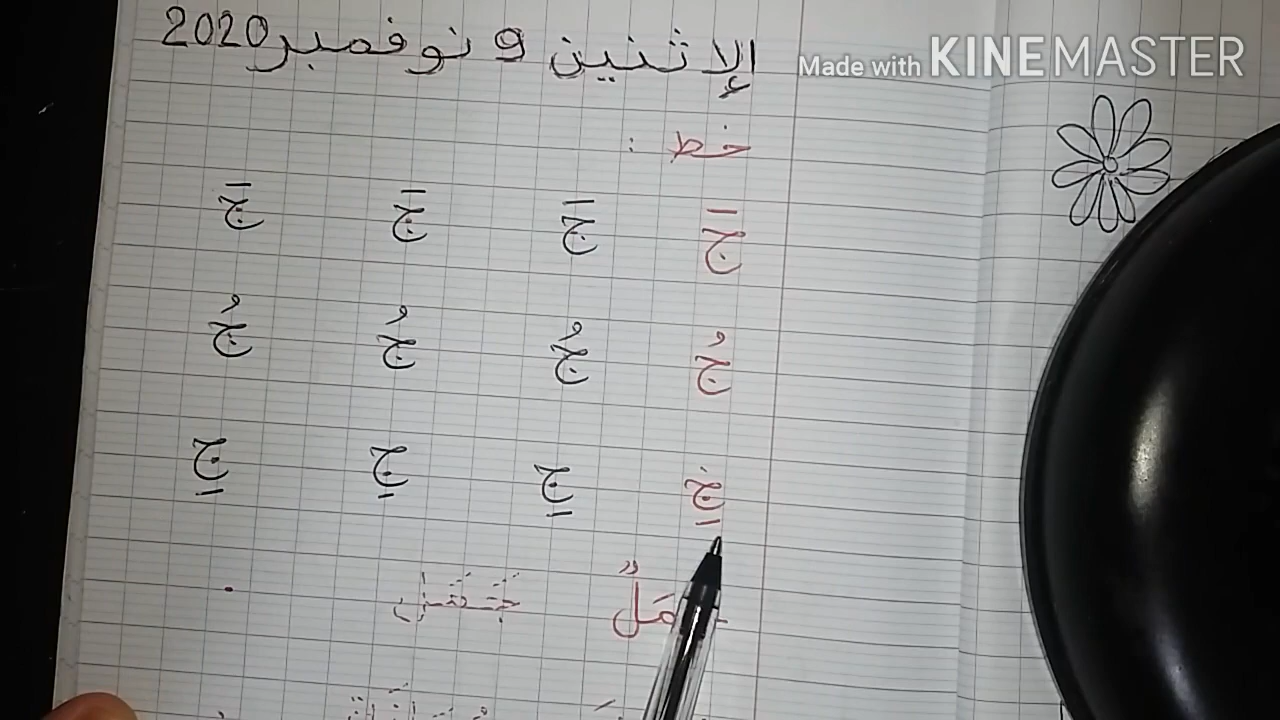 الإثنين 9 نوفمبر 2020
Made with KINEMASTER
خط :
جَ جَ جَ جَ
جُ جُ جُ جُ
جِ جِ جِ جِ